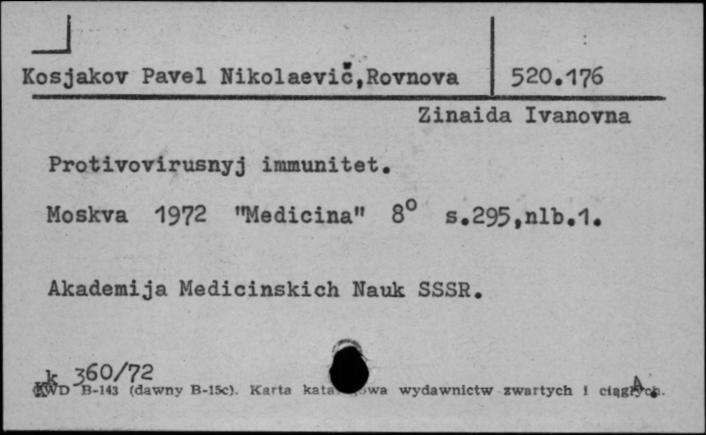 Kosjakov Pavel Nikolaevič,Rovnova 520.176
Zinaida Ivanovna
Protivovirusnyj immunitet.
Moskva 1972 "Medicina" 8° s.295,nlb.1.
Akademija Medicinskich Nauk SSSR.
k 360/72
B-143 (dawny B-15c). Karta wydawnictw zwartych i
A.